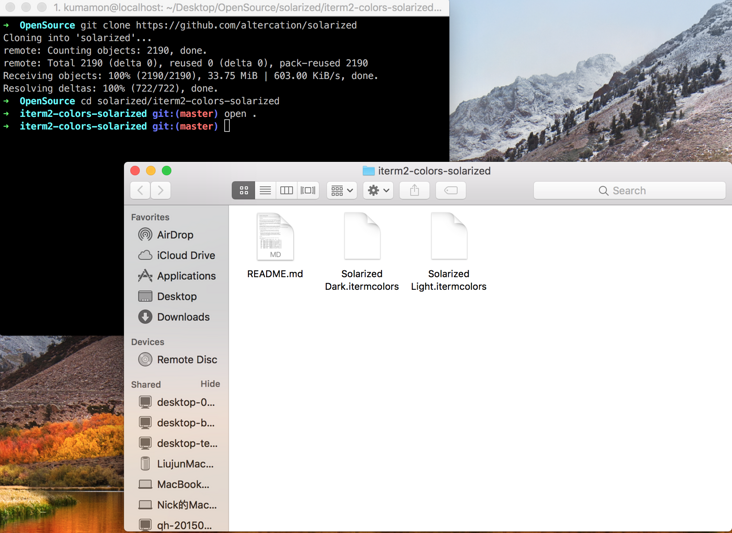 1. kumamon@localhost: ~/Desktop/OpenSource/solarized/iterm2-colors-solarized...
➜ OpenSource git clone https://github.com/altercation/solarized
Cloning into 'solarized'...
remote: Counting objects: 2190, done.
remote: Total 2190 (delta 0), reused 0 (delta 0), pack-reused 2190
Receiving objects: 100% (2190/2190), 33.75 MiB | 603.00 KiB/s, done.
Resolving deltas: 100% (722/722), done.
➜ OpenSource cd solarized/iterm2-colors-solarized
➜ iterm2-colors-solarized git:(master) open .
➜ iterm2-colors-solarized git:(master)
iterm2-colors-solarized
Search
Favorites
AirDrop
iCloud Drive
Applications
Desktop
Downloads
Devices
Remote Disc
Shared Hide
desktop-0...
desktop-b...
desktop-te...
LiujunMac...
MacBook...
Nick的Mac...
qh-20150...
MD
README.md
Solarized
Dark.itermcolors
Solarized
Light.itermcolors